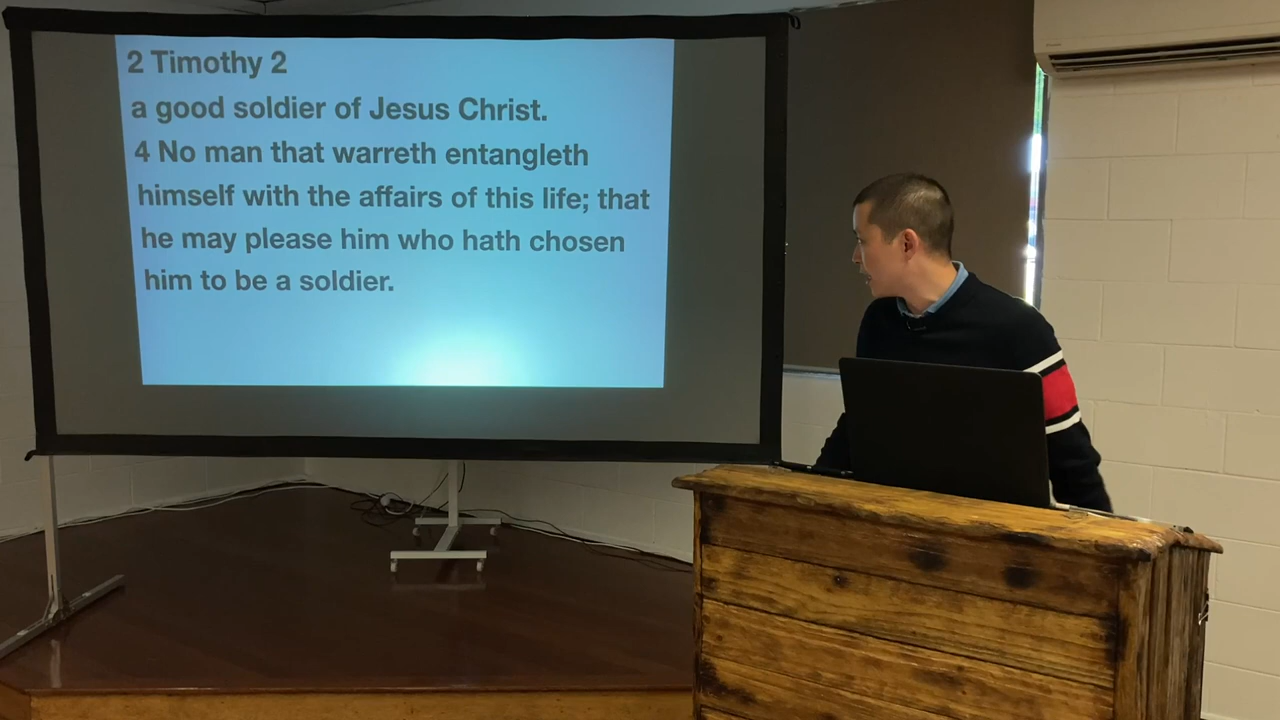 2 Timothy 2
a good soldier of Jesus Christ.
4 No man that warreth entangleth
himself with the affairs of this life; that
he may please him who hath chosen
him to be a soldier.